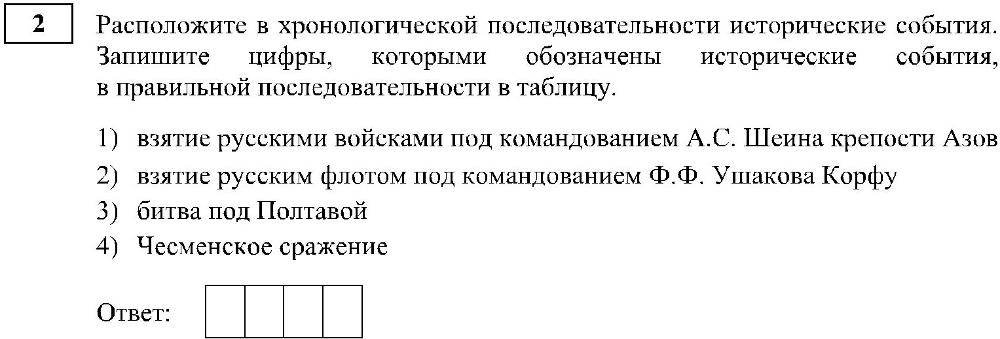 2
Расположите в хронологической последовательности исторические события.
Запишите цифры, которыми обозначены исторические события,
в правильной последовательности в таблицу.
1) взятие русскими войсками под командованием А.С. Шеина крепости Азов
2) взятие русским флотом под командованием Ф.Ф. Ушакова Корфу
3) битва под Полтавой
4) Чесменское сражение
Ответ: